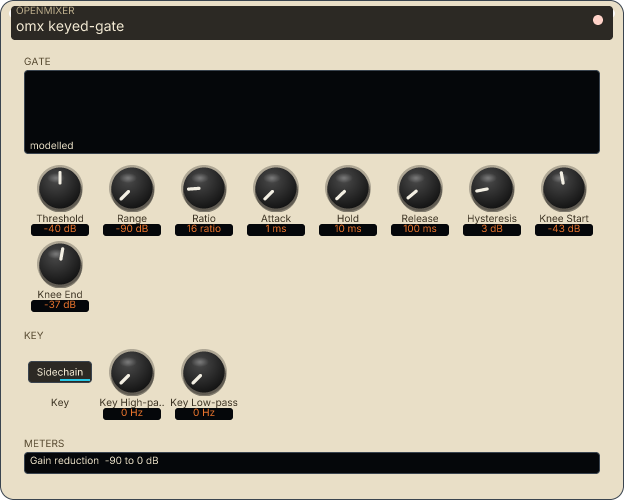 OPENMIXER
omx keyed-gate
GATE
modelled
Threshold Range Ratio Attack Hold Release Hysteresis Knee Start
-40 dB -90 dB 16 ratio 1 ms 10 ms 100 ms 3 dB -43 dB
Knee End
-37 dB
KEY
Sidechain
Key Key High-pa.. Key Low-pass
0 Hz 0 Hz
METERS
Gain reduction -90 to 0 dB